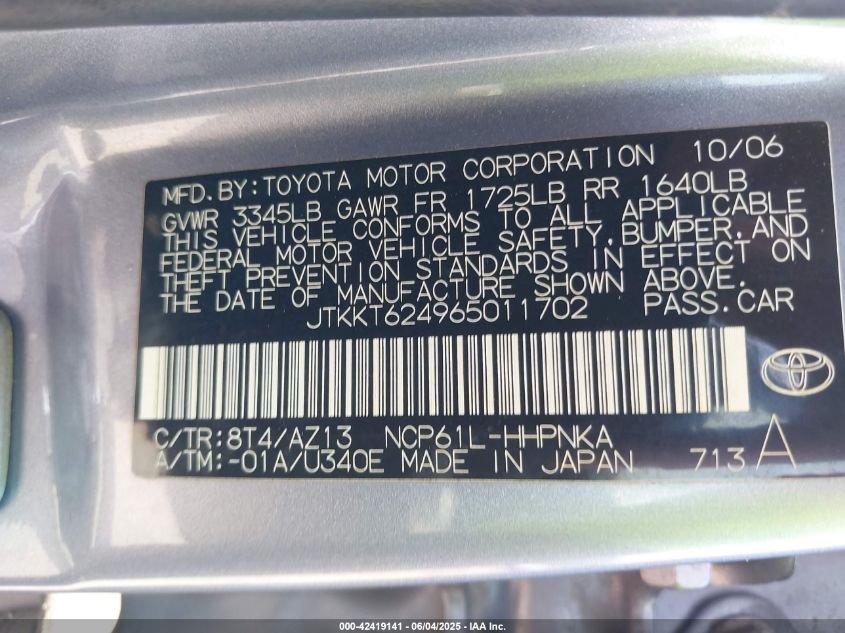 MFD.BY:TOYOTA MOTOR CORPORATION 10/06
GVWR 3345LB GAWR FR 1725LB RR 1640LB
THIS VEHICLE CONFORMS TO ALL APPLICABLE
FEDERAL MOTOR VEHICLE SAFETY,BUMPER,AND
THEFT PREVENTION STANDARDS IN EFFECT ON
THE DATE OF MANUFACTURE SHOWN ABOVE.
JTKKT624965011702 PASS.CAR
C/TR:8T4/AZ13 NCP61L-HHPNKA
A/TM:-01A/U340E MADE IN JAPAN 713A
000-42419141 - 06/04/2025 - IAA Inc.